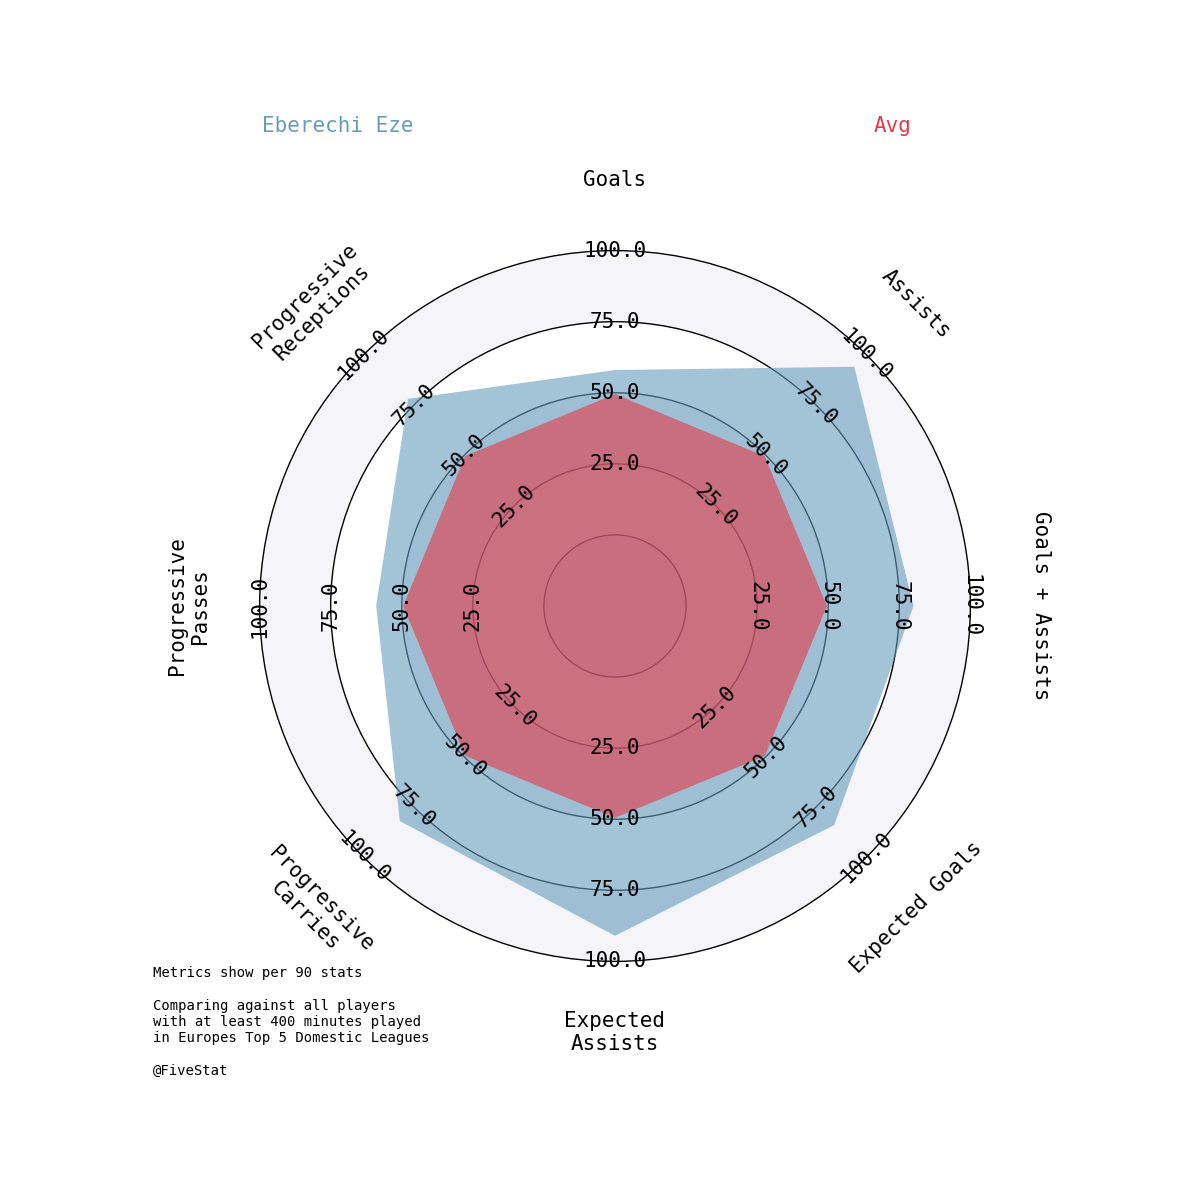 Eberechi Eze
Avg
Goals
Assists
Goals + Assists
Expected Goals
Expected
Assists
Progressive
Carries
Progressive
Passes
Progressive
Receptions
25.0
50.0
75.0
100.0
25.0
50.0
75.0
100.0
25.0
50.0
75.0
100.0
25.0
50.0
75.0
100.0
25.0
50.0
75.0
100.0
25.0
50.0
75.0
100.0
25.0
50.0
75.0
100.0
25.0
50.0
75.0
100.0
Metrics show per 90 stats
Comparing against all players
with at least 400 minutes played
in Europes Top 5 Domestic Leagues
@FiveStat